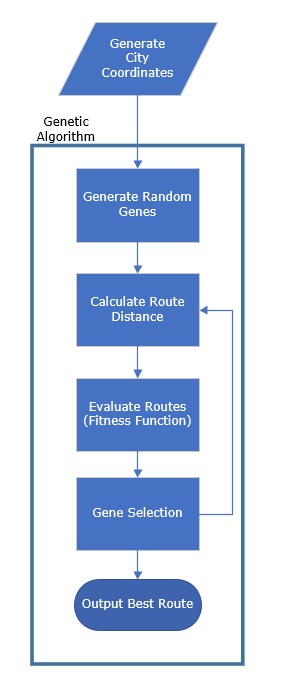 Generate
City
Coordinates
Genetic
Algorithm
Generate Random
Genes
Calculate Route
Distance
Evaluate Routes
(Fitness Function)
Gene Selection
Output Best Route